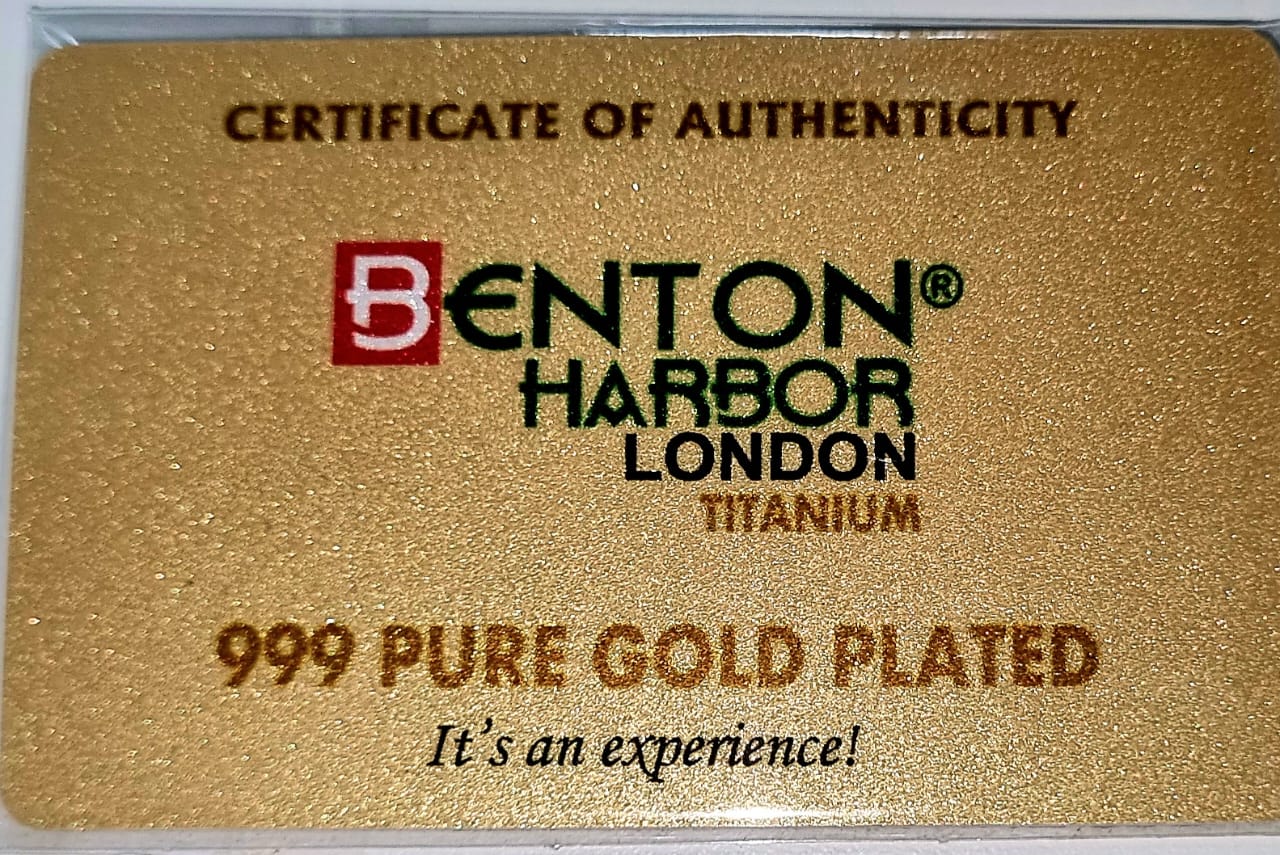 CERTIFICATE OF AUTHENTICITY
BENTON®
HARBOR
LONDON
TITANIUM
999 PURE GOLD PLATED
It's an experience!